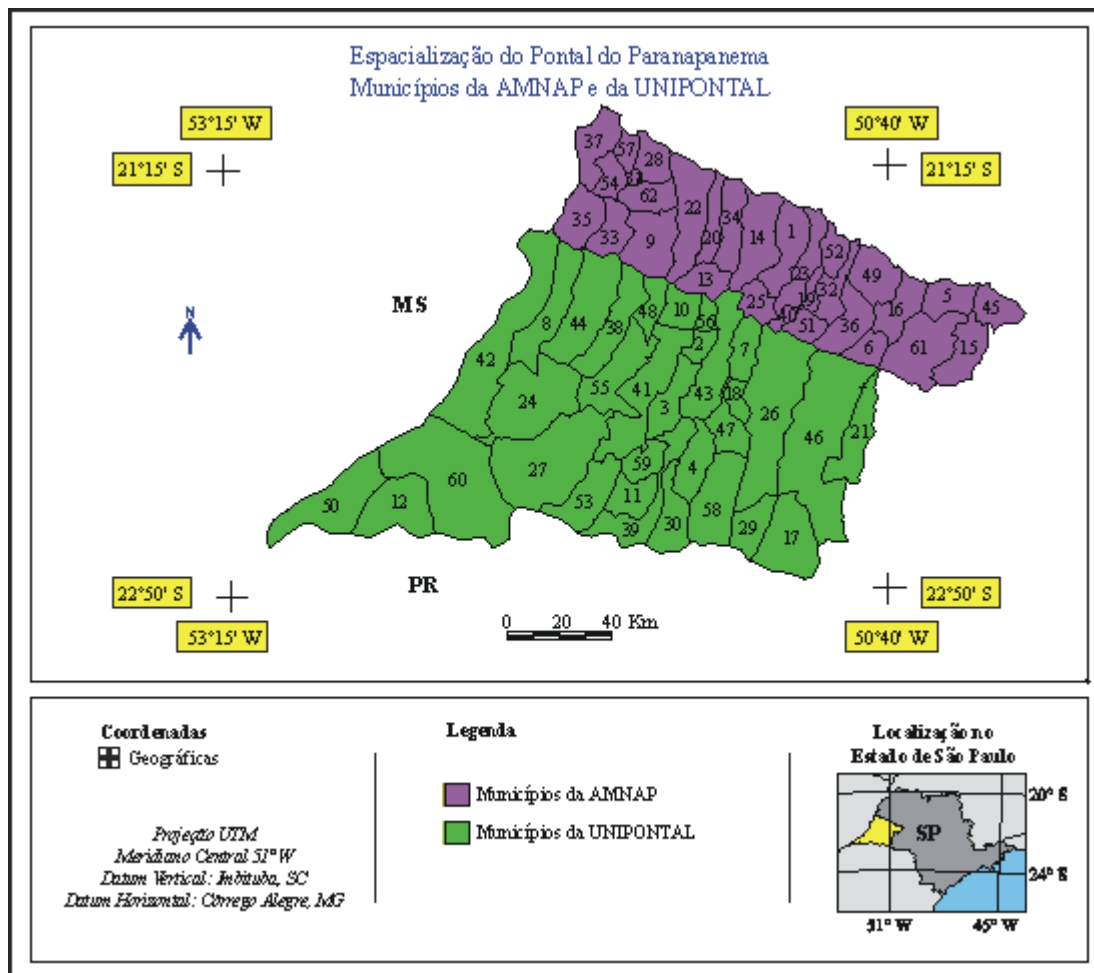 Espacialização do Pontal do Paranapanema
Municípios da AMNAP e da UNIPONTAL
53°15' W
50°40' W
21°15' S
21°15' S
37
57
28
54
62
22
34
35
33
9
20
14
1
52
13
23
49
25
19
32
5
45
40
51
36
16
6
61
15
MS
N
8
44
38
48
10
56
2
7
42
24
55
41
3
43
18
26
46
21
47
27
59
4
60
50
12
53
11
58
39
30
29
17
PR
22°50' S
22°50' S
53°15' W
50°40' W
0 20 40 Km
Coordenadas
Geográficas
Projeção UTM
Meridiano Central 51° W
Datum Vertical: Imbituba, SC
Datum Horizontal: Córrego Alegre, MG
Legenda
Municípios da AMNAP
Municípios da UNIPONTAL
Localização no
Estado de São Paulo
20° S
SP
24° S
51° W
45° W